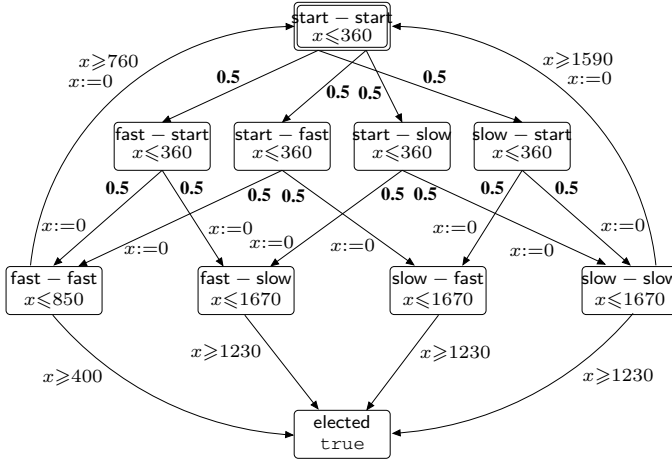 start – start
x⩽360
x⩾760
x:=0
x⩾1590
x:=0
0.5
0.5 0.5
0.5
fast – start
x⩽360
start – fast
x⩽360
start – slow
x⩽360
slow – start
x⩽360
0.5
0.5
0.5 0.5
0.5 0.5
0.5
0.5
x:=0
x:=0
x:=0
x:=0
x:=0
x:=0
x:=0
x:=0
fast – fast
x⩽850
fast – slow
x⩽1670
slow – fast
x⩽1670
slow – slow
x⩽1670
x⩾400
x⩾1230
x⩾1230
x⩾1230
elected
true